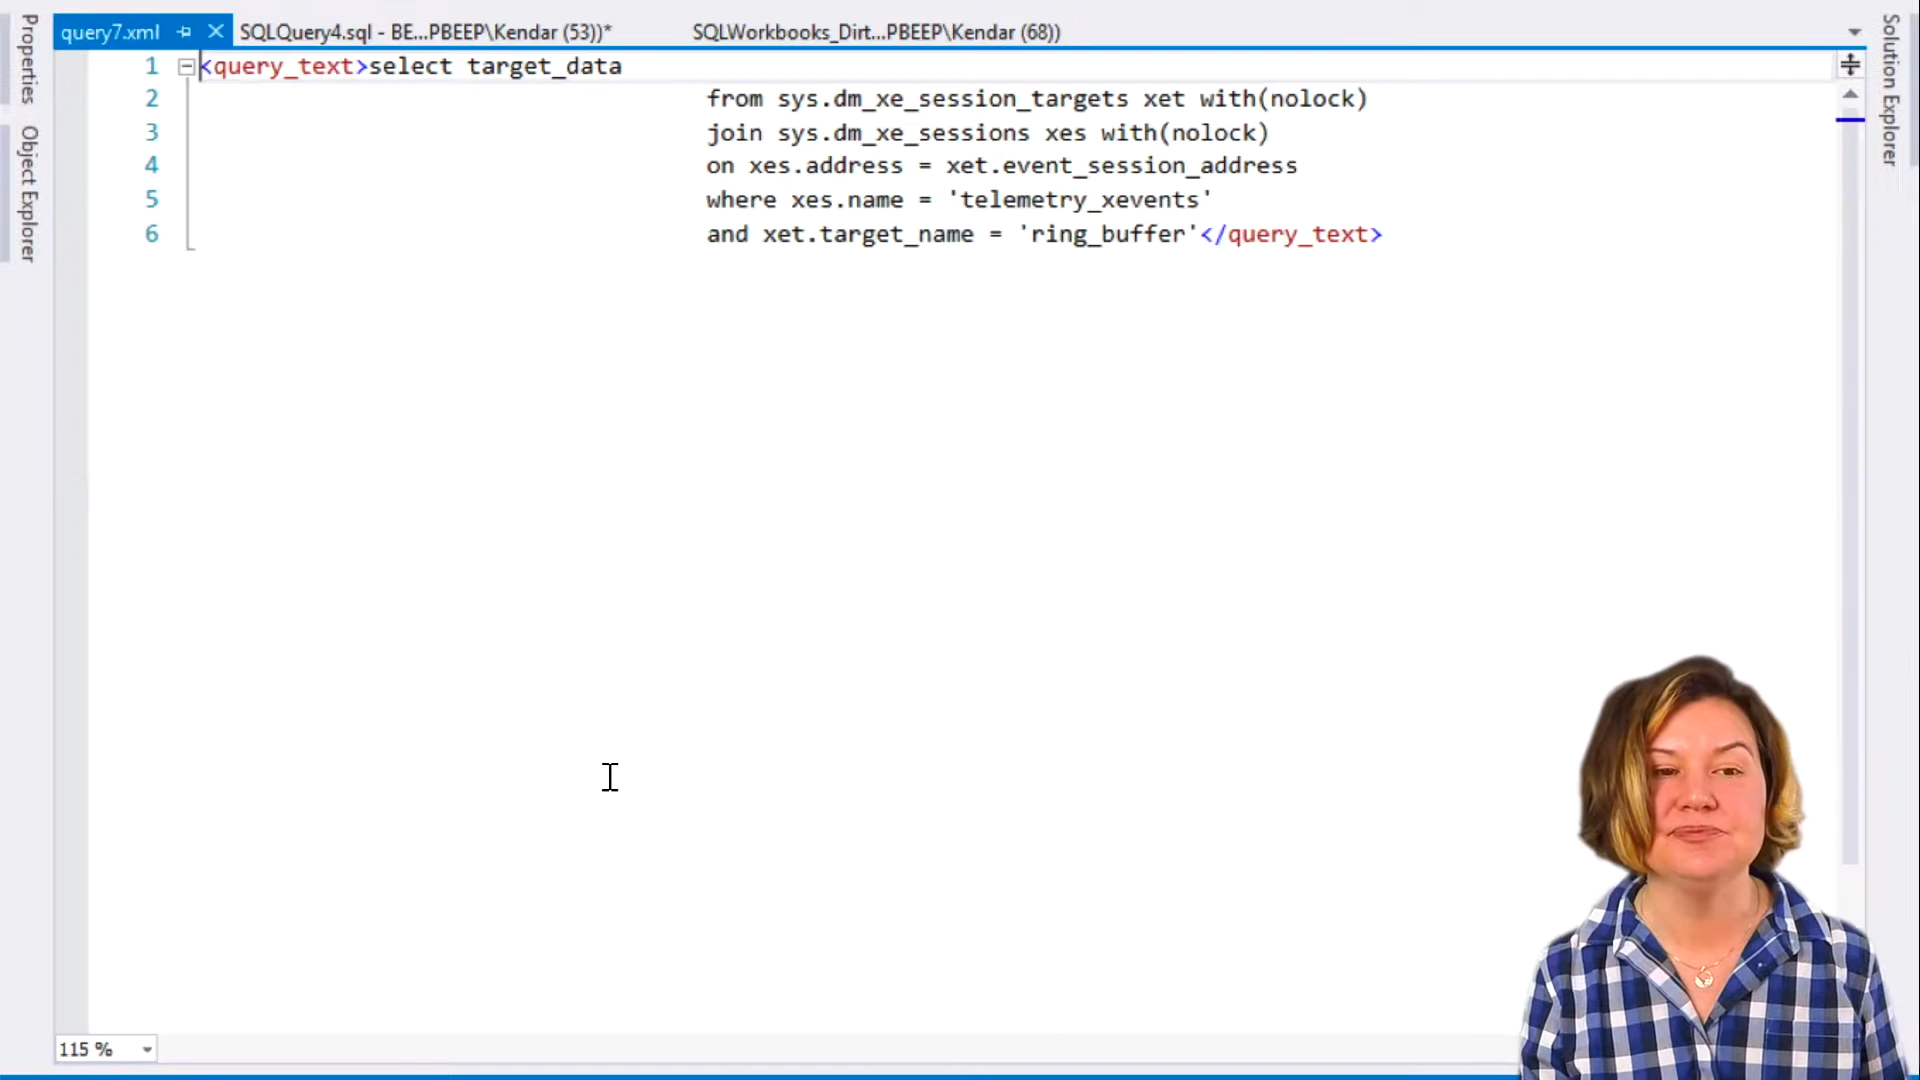 query7.xml
SQLQuery4.sql - BE...PBEEP\Kendar (53))*
SQLWorkbooks_Dirt...PBEEP\Kendar (68))
Properties
Object Explorer
Solution Explorer
1 <query_text>select target_data
2 from sys.dm_xe_session_targets xet with(nolock)
3 join sys.dm_xe_sessions xes with(nolock)
4 on xes.address = xet.event_session_address
5 where xes.name = 'telemetry_xevents'
6 and xet.target_name = 'ring_buffer'</query_text>
115 %